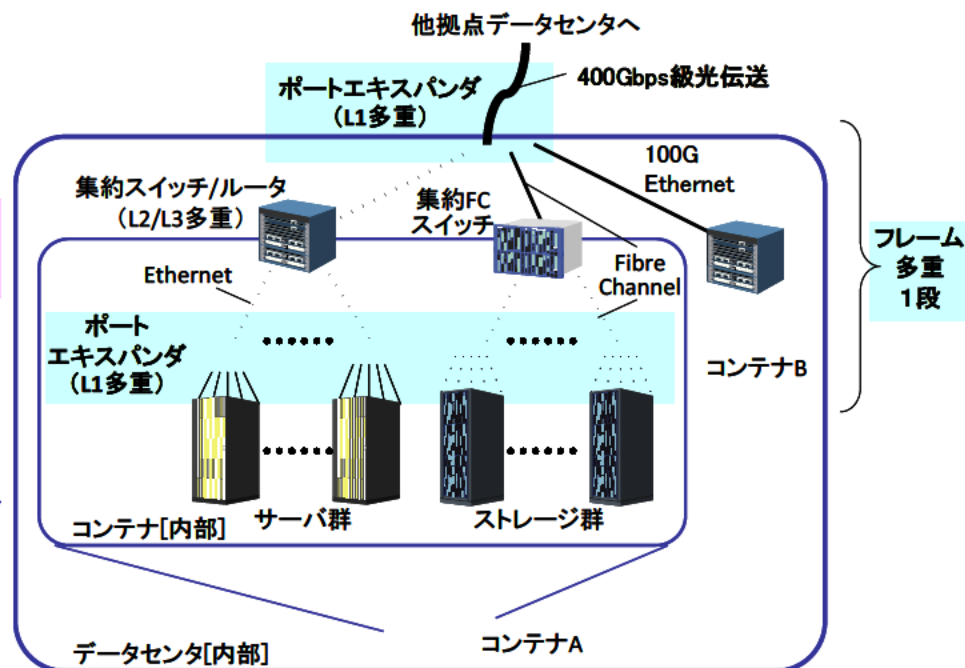 他拠点データセンタへ
ポートエキスパンダ
（L1多重）
400Gbps級光伝送
100G
Ethernet
集約スイッチ/ルータ
（L2/L3多重）
集約FC
スイッチ
フレーム
多重
１段
Ethernet
Fibre
Channel
ポート
エキスパンダ
（L1多重）
コンテナB
サーバ群
ストレージ群
コンテナ[内部]
コンテナA
データセンタ[内部]